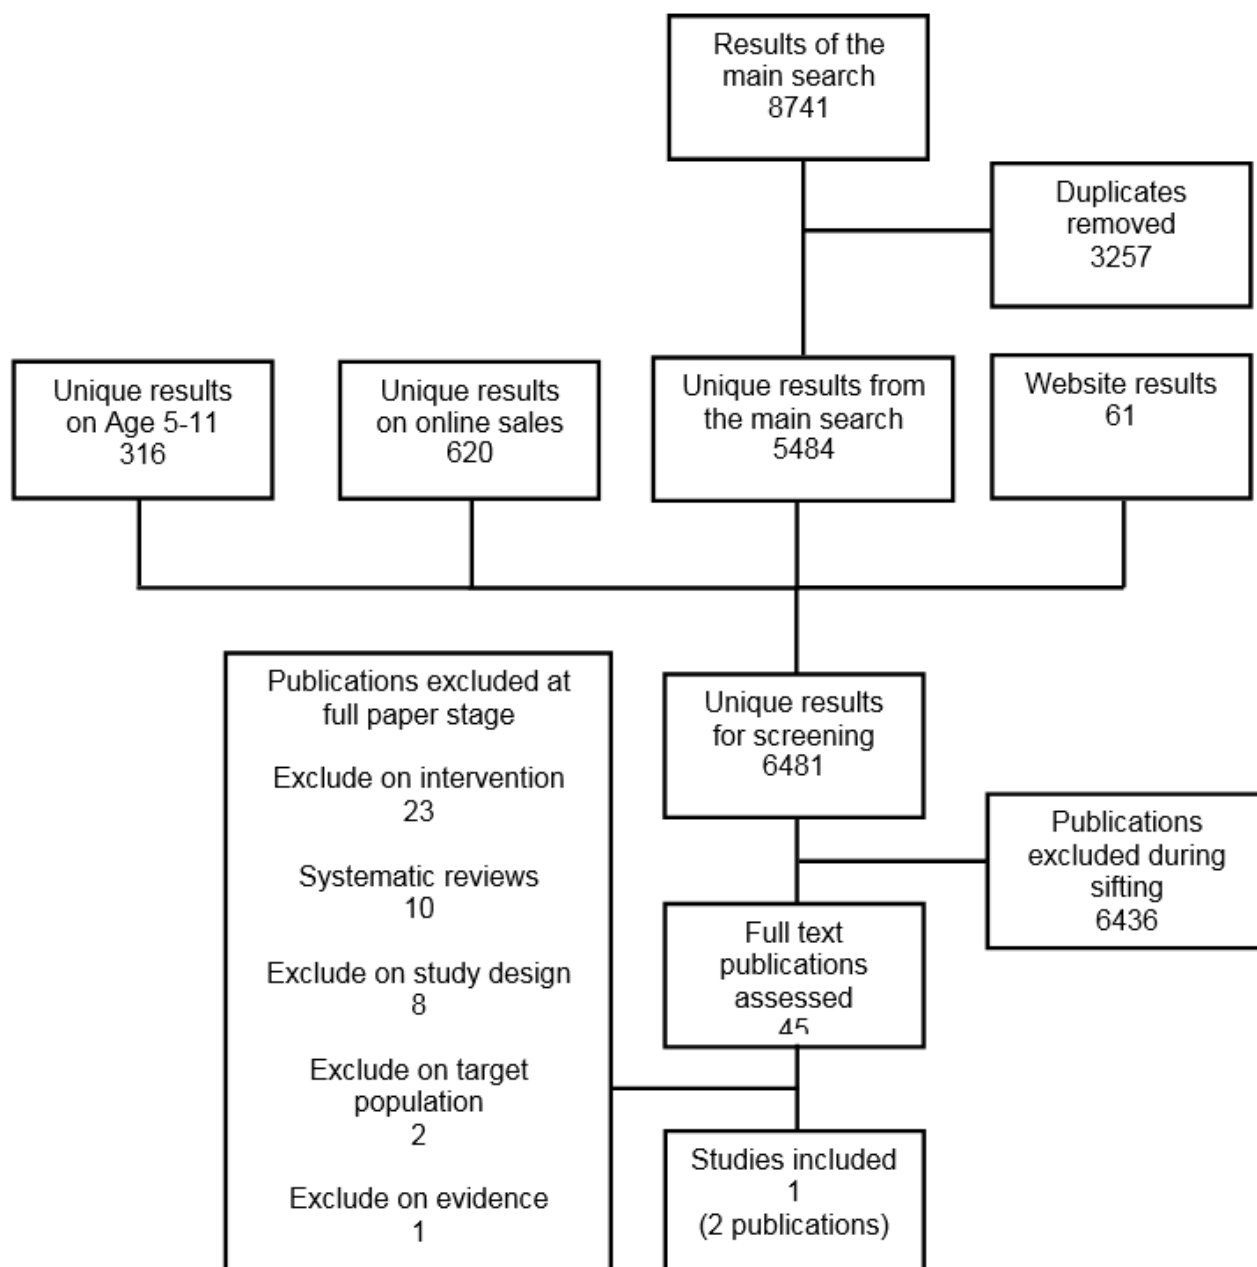 Results of the
main search
8741
Duplicates
removed
3257
Unique results
on Age 5-11
316
Unique results
on online sales
620
Unique results from
the main search
5484
Website results
61
Unique results
for screening
6481
Publications
excluded during
sifting
6436
Publications excluded at
full paper stage
Exclude on intervention
23
Systematic reviews
10
Exclude on study design
8
Exclude on target
population
2
Exclude on evidence
1
Full text
publications
assessed
45
Studies included
1
(2 publications)